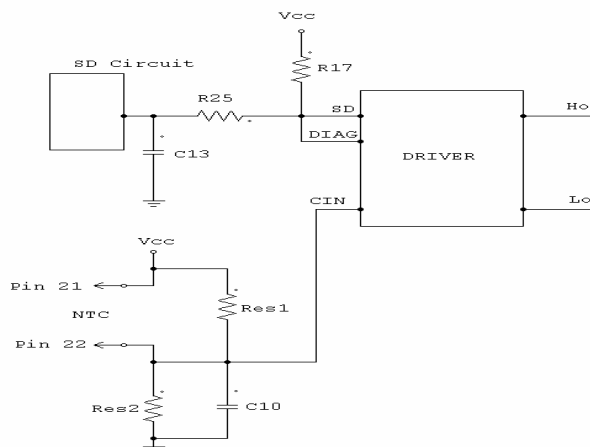 Vcc
SD Circuit
R17
R25
SD
Ho
DIAG
C13
DRIVER
CIN
Lo
Vcc
Pin 21
Res1
NTC
Pin 22
Res2
C10